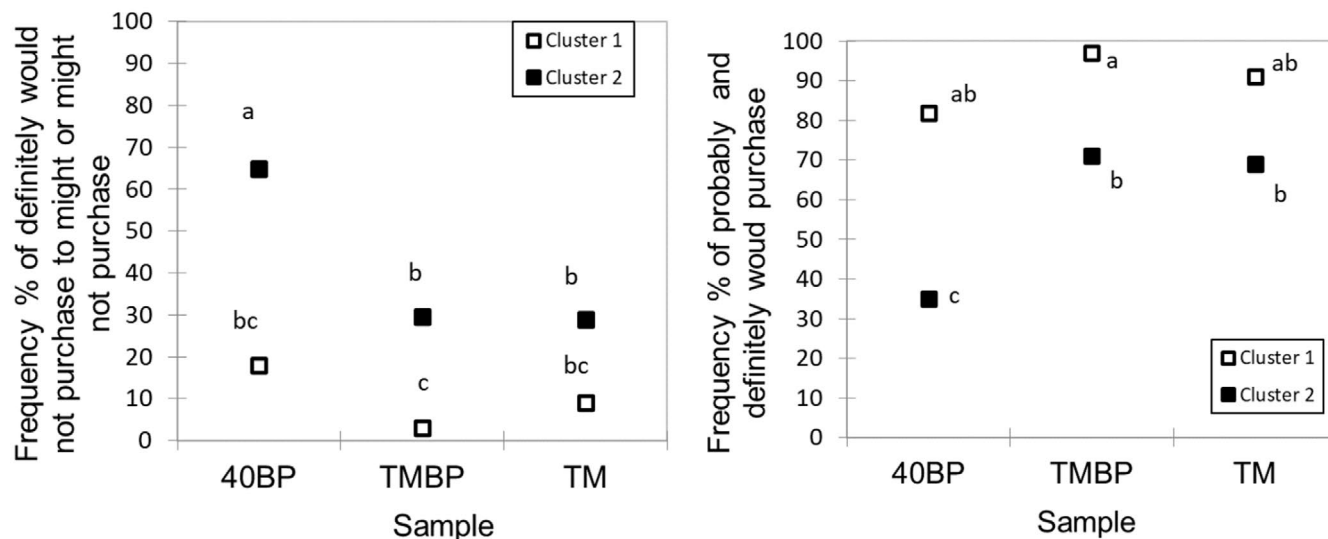 Frequency % of definitely would
not purchase to might or might
not purchase
100
90
80
70
60
50
40
30
20
10
0
Cluster 1
Cluster 2
a
bc
b
c
b
bc
40BP
TMBP
TM
Sample
Frequency % of probably and
definitely woud purchase
100
90
80
70
60
50
40
30
20
10
0
ab
c
a
b
ab
b
Cluster 1
Cluster 2
40BP
TMBP
TM
Sample